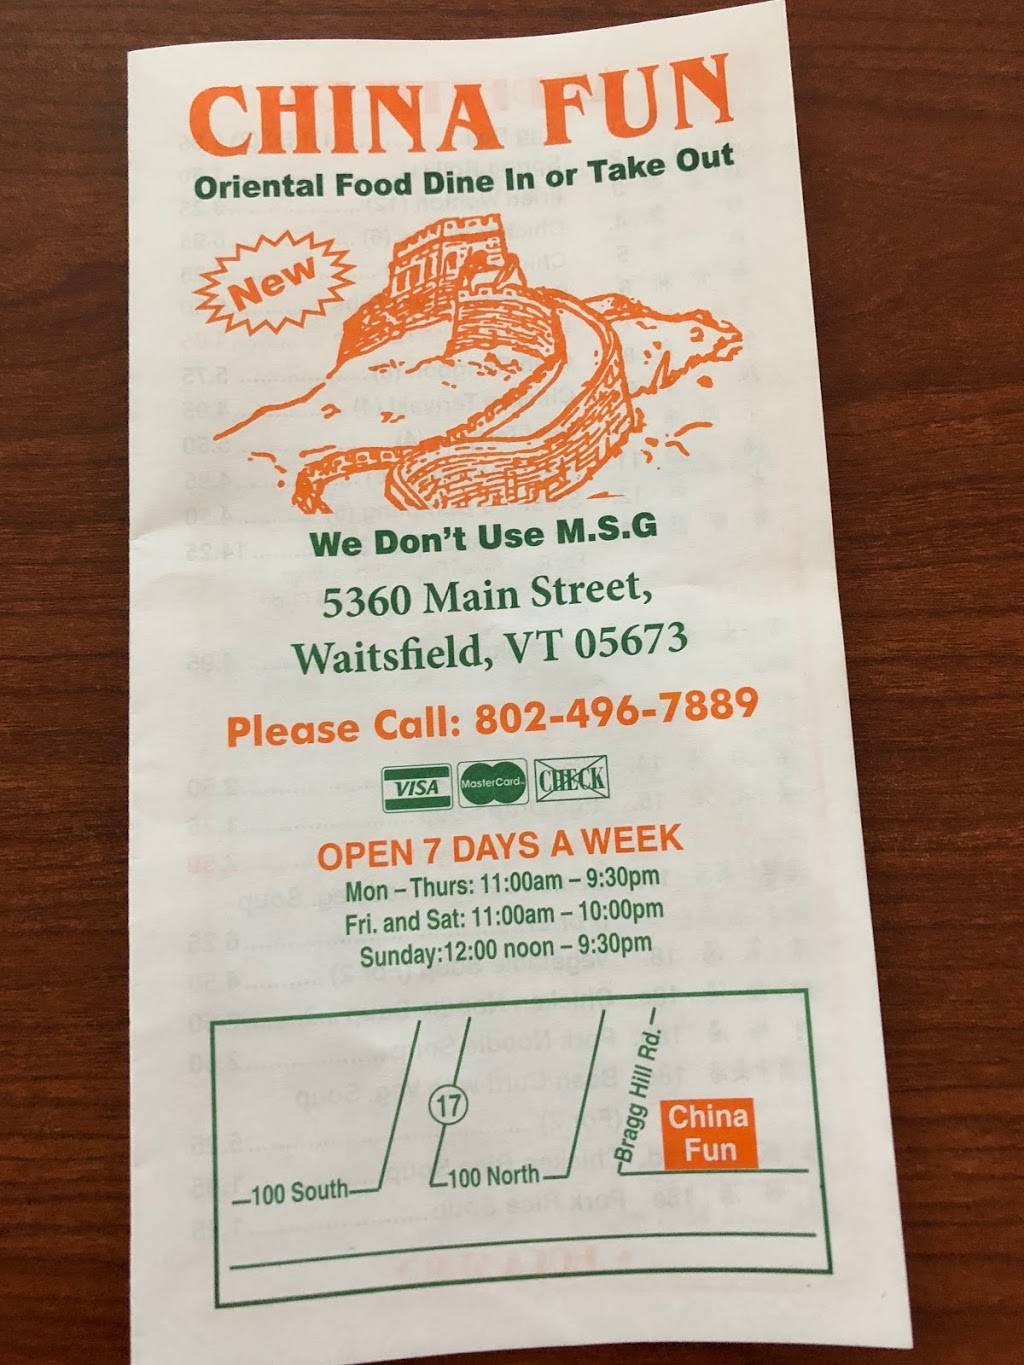 CHINA FUN
Oriental Food Dine In or Take Out
New
We Don't Use M.S.G
5360 Main Street,
Waitsfield, VT 05673
Please Call: 802-496-7889
VISA MasterCard CHECK
OPEN 7 DAYS A WEEK
Mon – Thurs: 11:00am – 9:30pm
Fri. and Sat: 11:00am – 10:00pm
Sunday:12:00 noon – 9:30pm
17
Bragg Hill Rd.
China
Fun
100 South
100 North